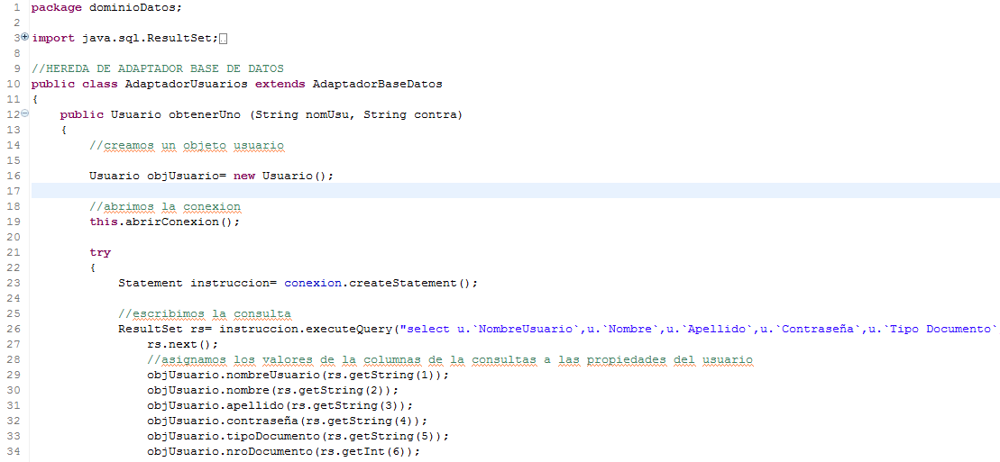 1 package dominioDatos;
2
3 import java.sql.ResultSet;
8
9 //HEREDA DE ADAPTADOR BASE DE DATOS
10 public class AdaptadorUsuarios extends AdaptadorBaseDatos
11 {
12 public Usuario obtenerUno (String nomUsu, String contra)
13 {
14 //creamos un objeto usuario
15
16 Usuario objUsuario= new Usuario();
17
18 //abrimos la conexion
19 this.abrirConexion();
20
21 try
22 {
23 Statement instruccion= conexion.createStatement();
24
25 //escribimos la consulta
26 ResultSet rs= instruccion.executeQuery("select u.`NombreUsuario`,u.`Nombre`,u.`Apellido`,u.`Contraseña`,u.`Tipo Documento`
27 rs.next();
28 //asignamos los valores de la columnas de la consultas a las propiedades del usuario
29 objUsuario.nombreUsuario(rs.getString(1));
30 objUsuario.nombre(rs.getString(2));
31 objUsuario.apellido(rs.getString(3));
32 objUsuario.contraseña(rs.getString(4));
33 objUsuario.tipoDocumento(rs.getString(5));
34 objUsuario.nroDocumento(rs.getInt(6));